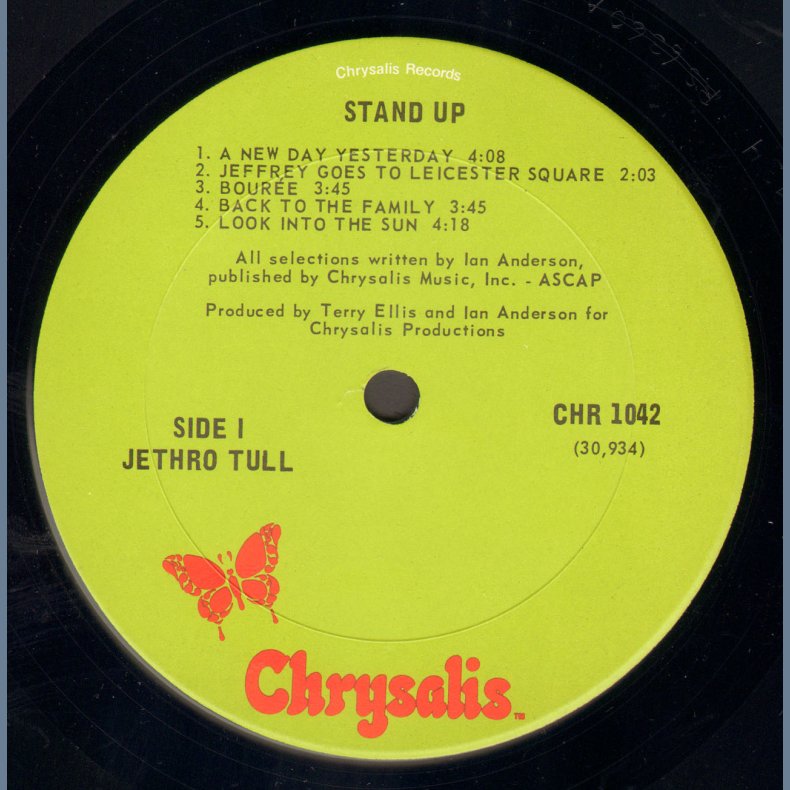 Chrysalis Records
STAND UP
1. A NEW DAY YESTERDAY 4:08
2. JEFFREY GOES TO LEICESTER SQUARE 2:03
3. BOURÉE 3:45
4. BACK TO THE FAMILY 3:45
5. LOOK INTO THE SUN 4:18
All selections written by Ian Anderson,
published by Chrysalis Music, Inc. - ASCAP
Produced by Terry Ellis and Ian Anderson for
Chrysalis Productions
SIDE I
JETHRO TULL
CHR 1042
(30,934)
Chrysalis TM